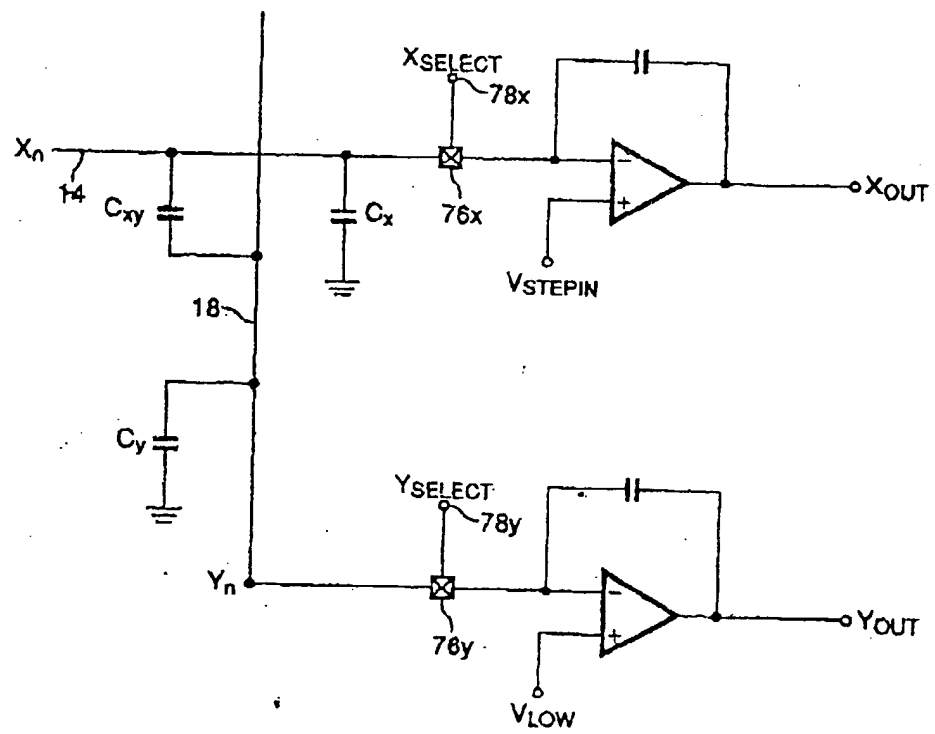 XSELECT
78x
Xn
14
Cxy
Cx
76x
XOUT
VSTEPIN
18
Cy
YSELECT
78y
Yn
76y
YOUT
VLOW